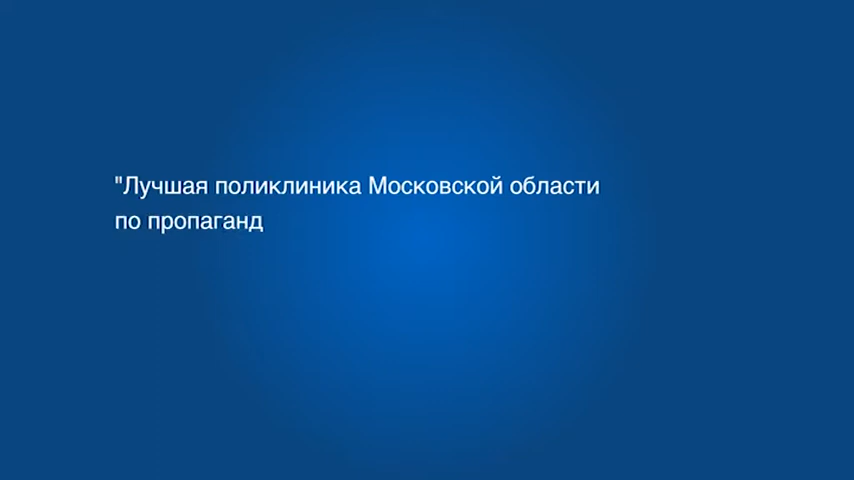 "Лучшая поликлиника Московской области
по пропаганд